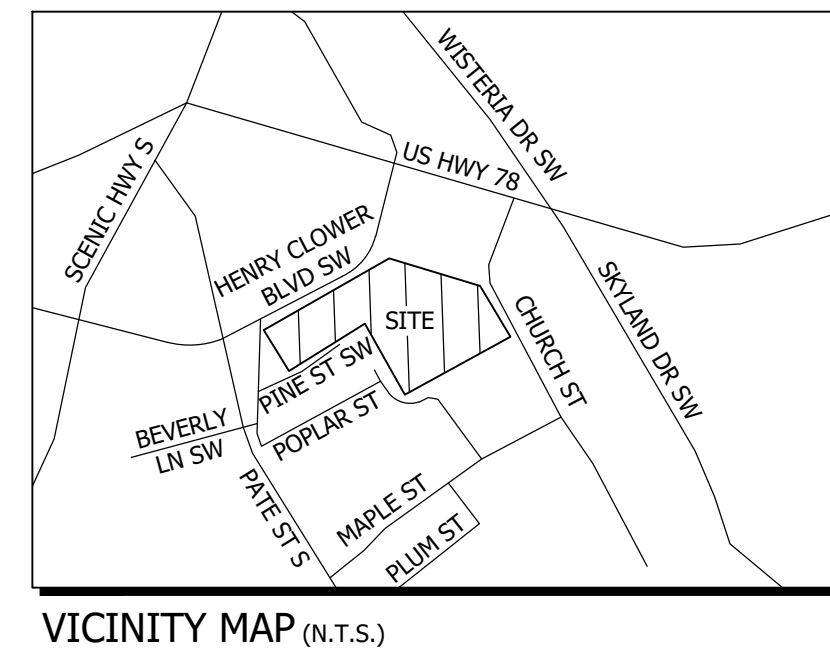 WISTERIA DR SW
US HWY 78
SCENIC HWY S
HENRY CLOWER
BLVD SW
SITE
SKYLAND DR SW
CHURCH ST
PINE ST SW
POPLAR ST
BEVERLY
LN SW
PATE ST S
MAPLE ST
PLUM ST
VICINITY MAP (N.T.S.)